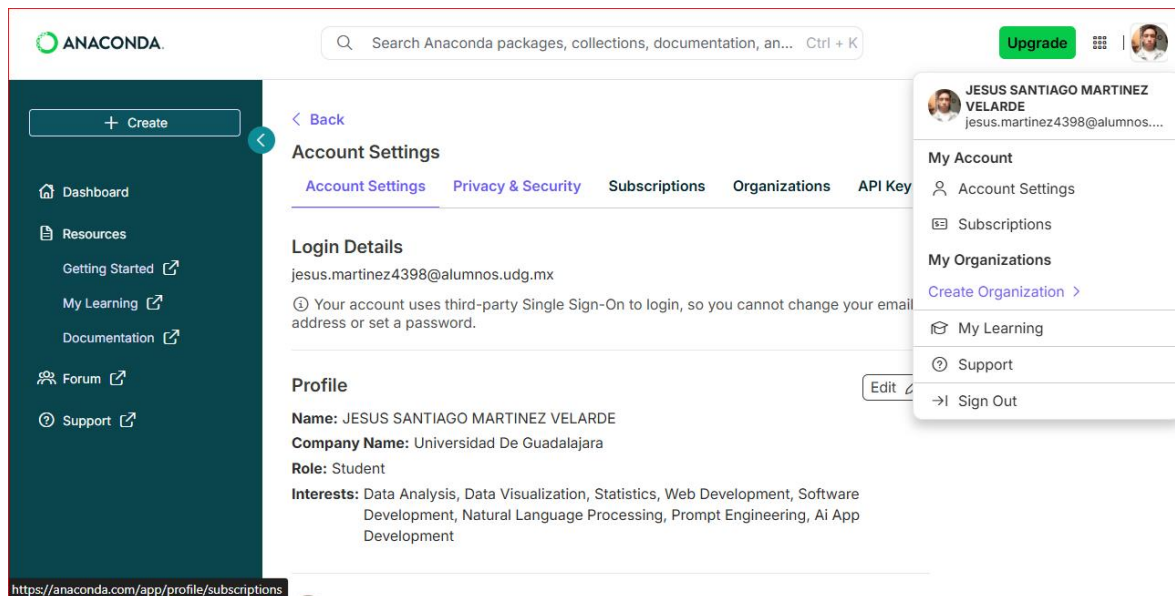 ANACONDA.
Search Anaconda packages, collections, documentation, an... Ctrl + K
Upgrade
+ Create
Dashboard
Resources
Getting Started
My Learning
Documentation
Forum
Support
< Back
Account Settings
Account Settings Privacy & Security Subscriptions Organizations API Key
Login Details
jesus.martinez4398@alumnos.udg.mx
Your account uses third-party Single Sign-On to login, so you cannot change your email
address or set a password.
Profile
Edit
Name: JESUS SANTIAGO MARTINEZ VELARDE
Company Name: Universidad De Guadalajara
Role: Student
Interests: Data Analysis, Data Visualization, Statistics, Web Development, Software
Development, Natural Language Processing, Prompt Engineering, Ai App
Development
JESUS SANTIAGO MARTINEZ
VELARDE
jesus.martinez4398@alumnos....
My Account
Account Settings
Subscriptions
My Organizations
Create Organization >
My Learning
Support
Sign Out
https://anaconda.com/app/profile/subscriptions